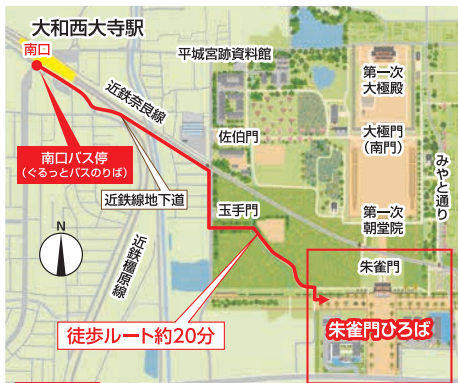 大和西大寺駅
南口
平城宮跡資料館
第一次
大極殿
近鉄奈良線
佐伯門
大極門
(南門)
南口バス停
(ぐるっとバスのりば)
みやと通り
近鉄線地下道
玉手門
第一次
朝堂院
N
近鉄橿原線
朱雀門
徒歩ルート約20分
朱雀門ひろば